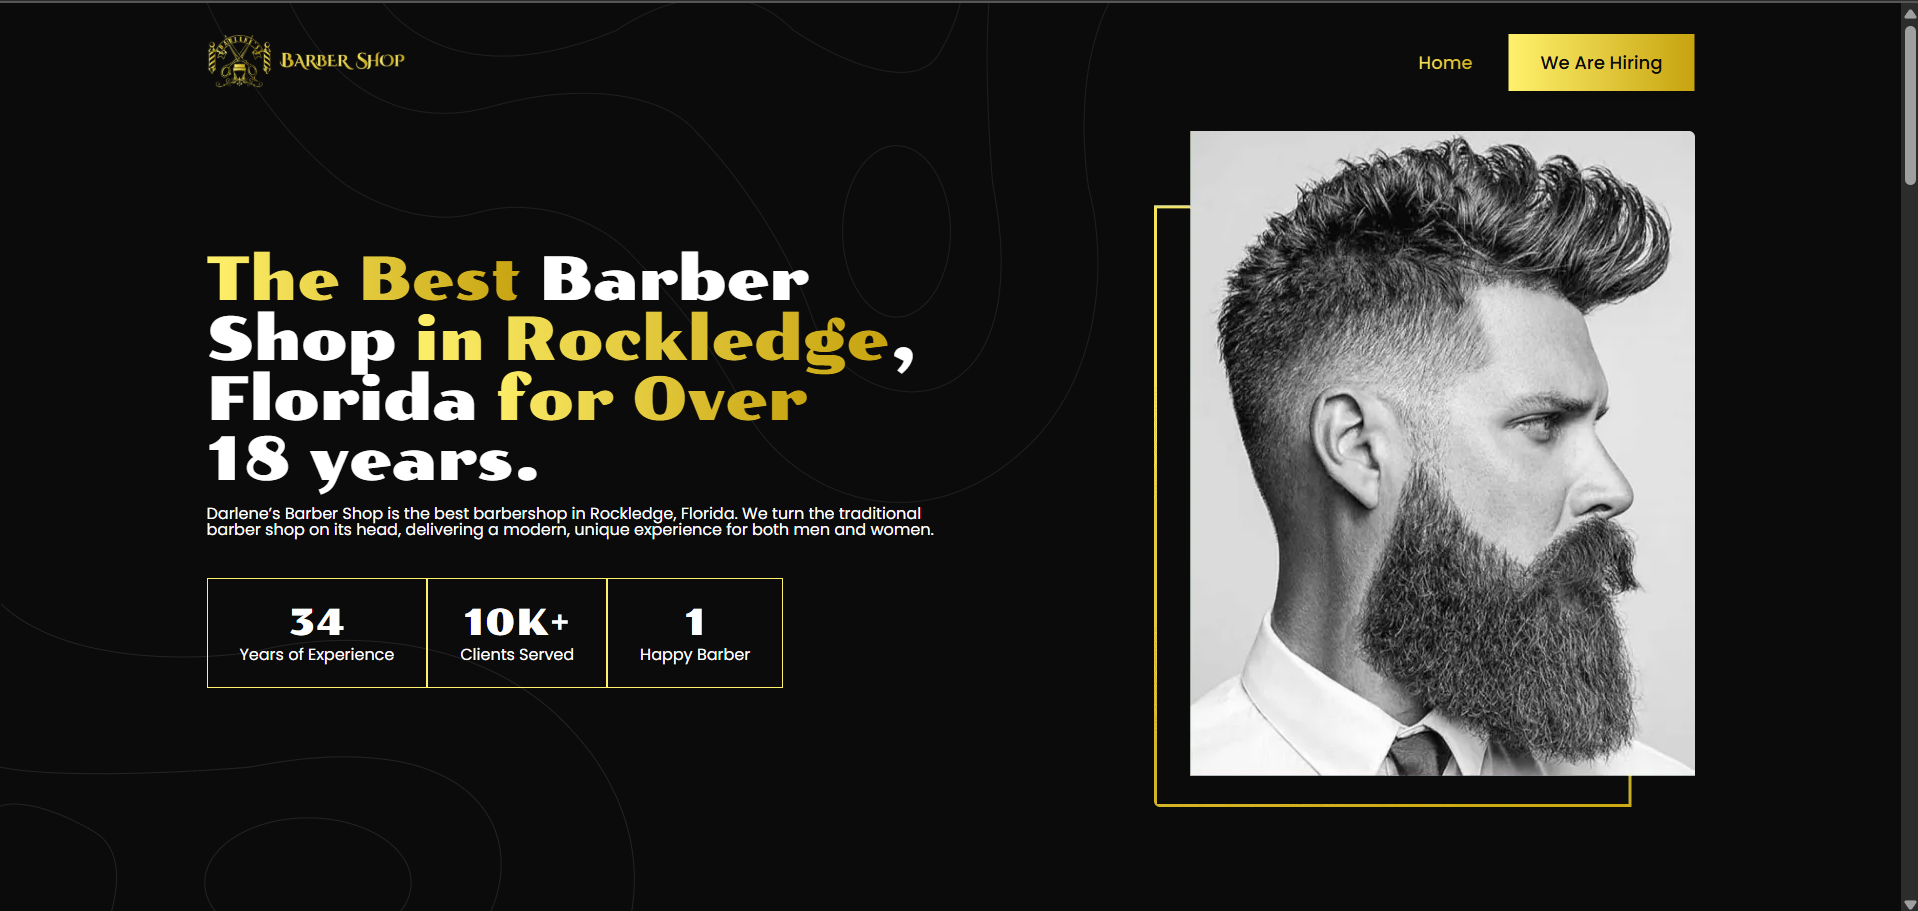 BARBER SHOP
Home
We Are Hiring
The Best Barber
Shop in Rockledge,
Florida for Over
18 years.
Darlene’s Barber Shop is the best barbershop in Rockledge, Florida. We turn the traditional
barber shop on its head, delivering a modern, unique experience for both men and women.
34
Years of Experience
10K+
Clients Served
1
Happy Barber